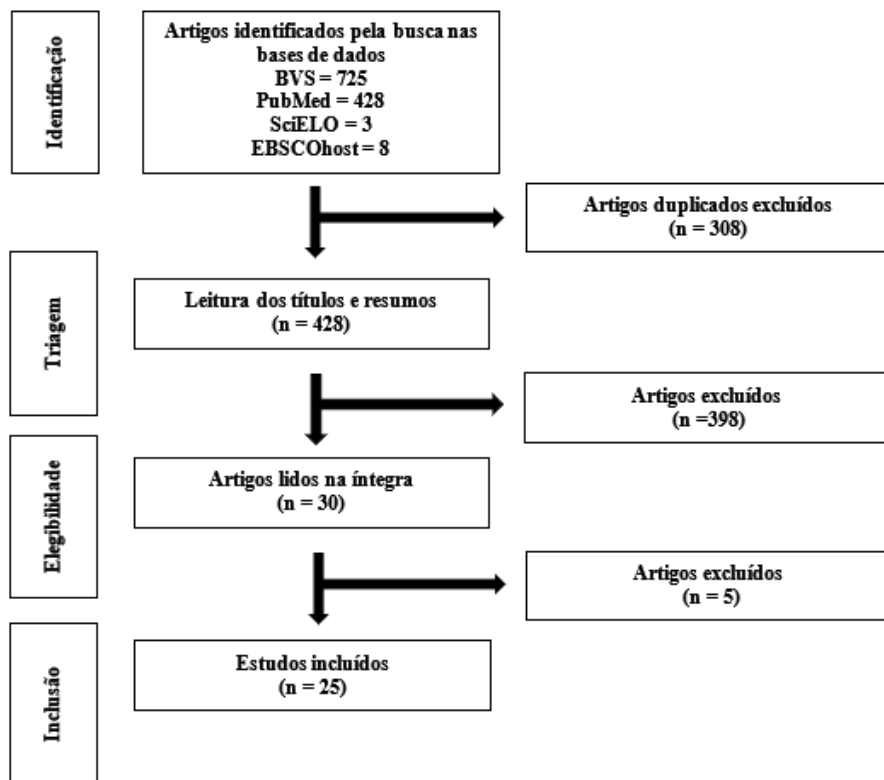 Identificação
Artigos identificados pela busca nas
bases de dados
BVS = 725
PubMed = 428
SciELO = 3
EBSCOhost = 8
Artigos duplicados excluídos
(n = 308)
Triagem
Leitura dos títulos e resumos
(n = 428)
Artigos excluídos
(n =398)
Elegibilidade
Artigos lidos na íntegra
(n = 30)
Artigos excluídos
(n = 5)
Inclusão
Estudos incluídos
(n = 25)